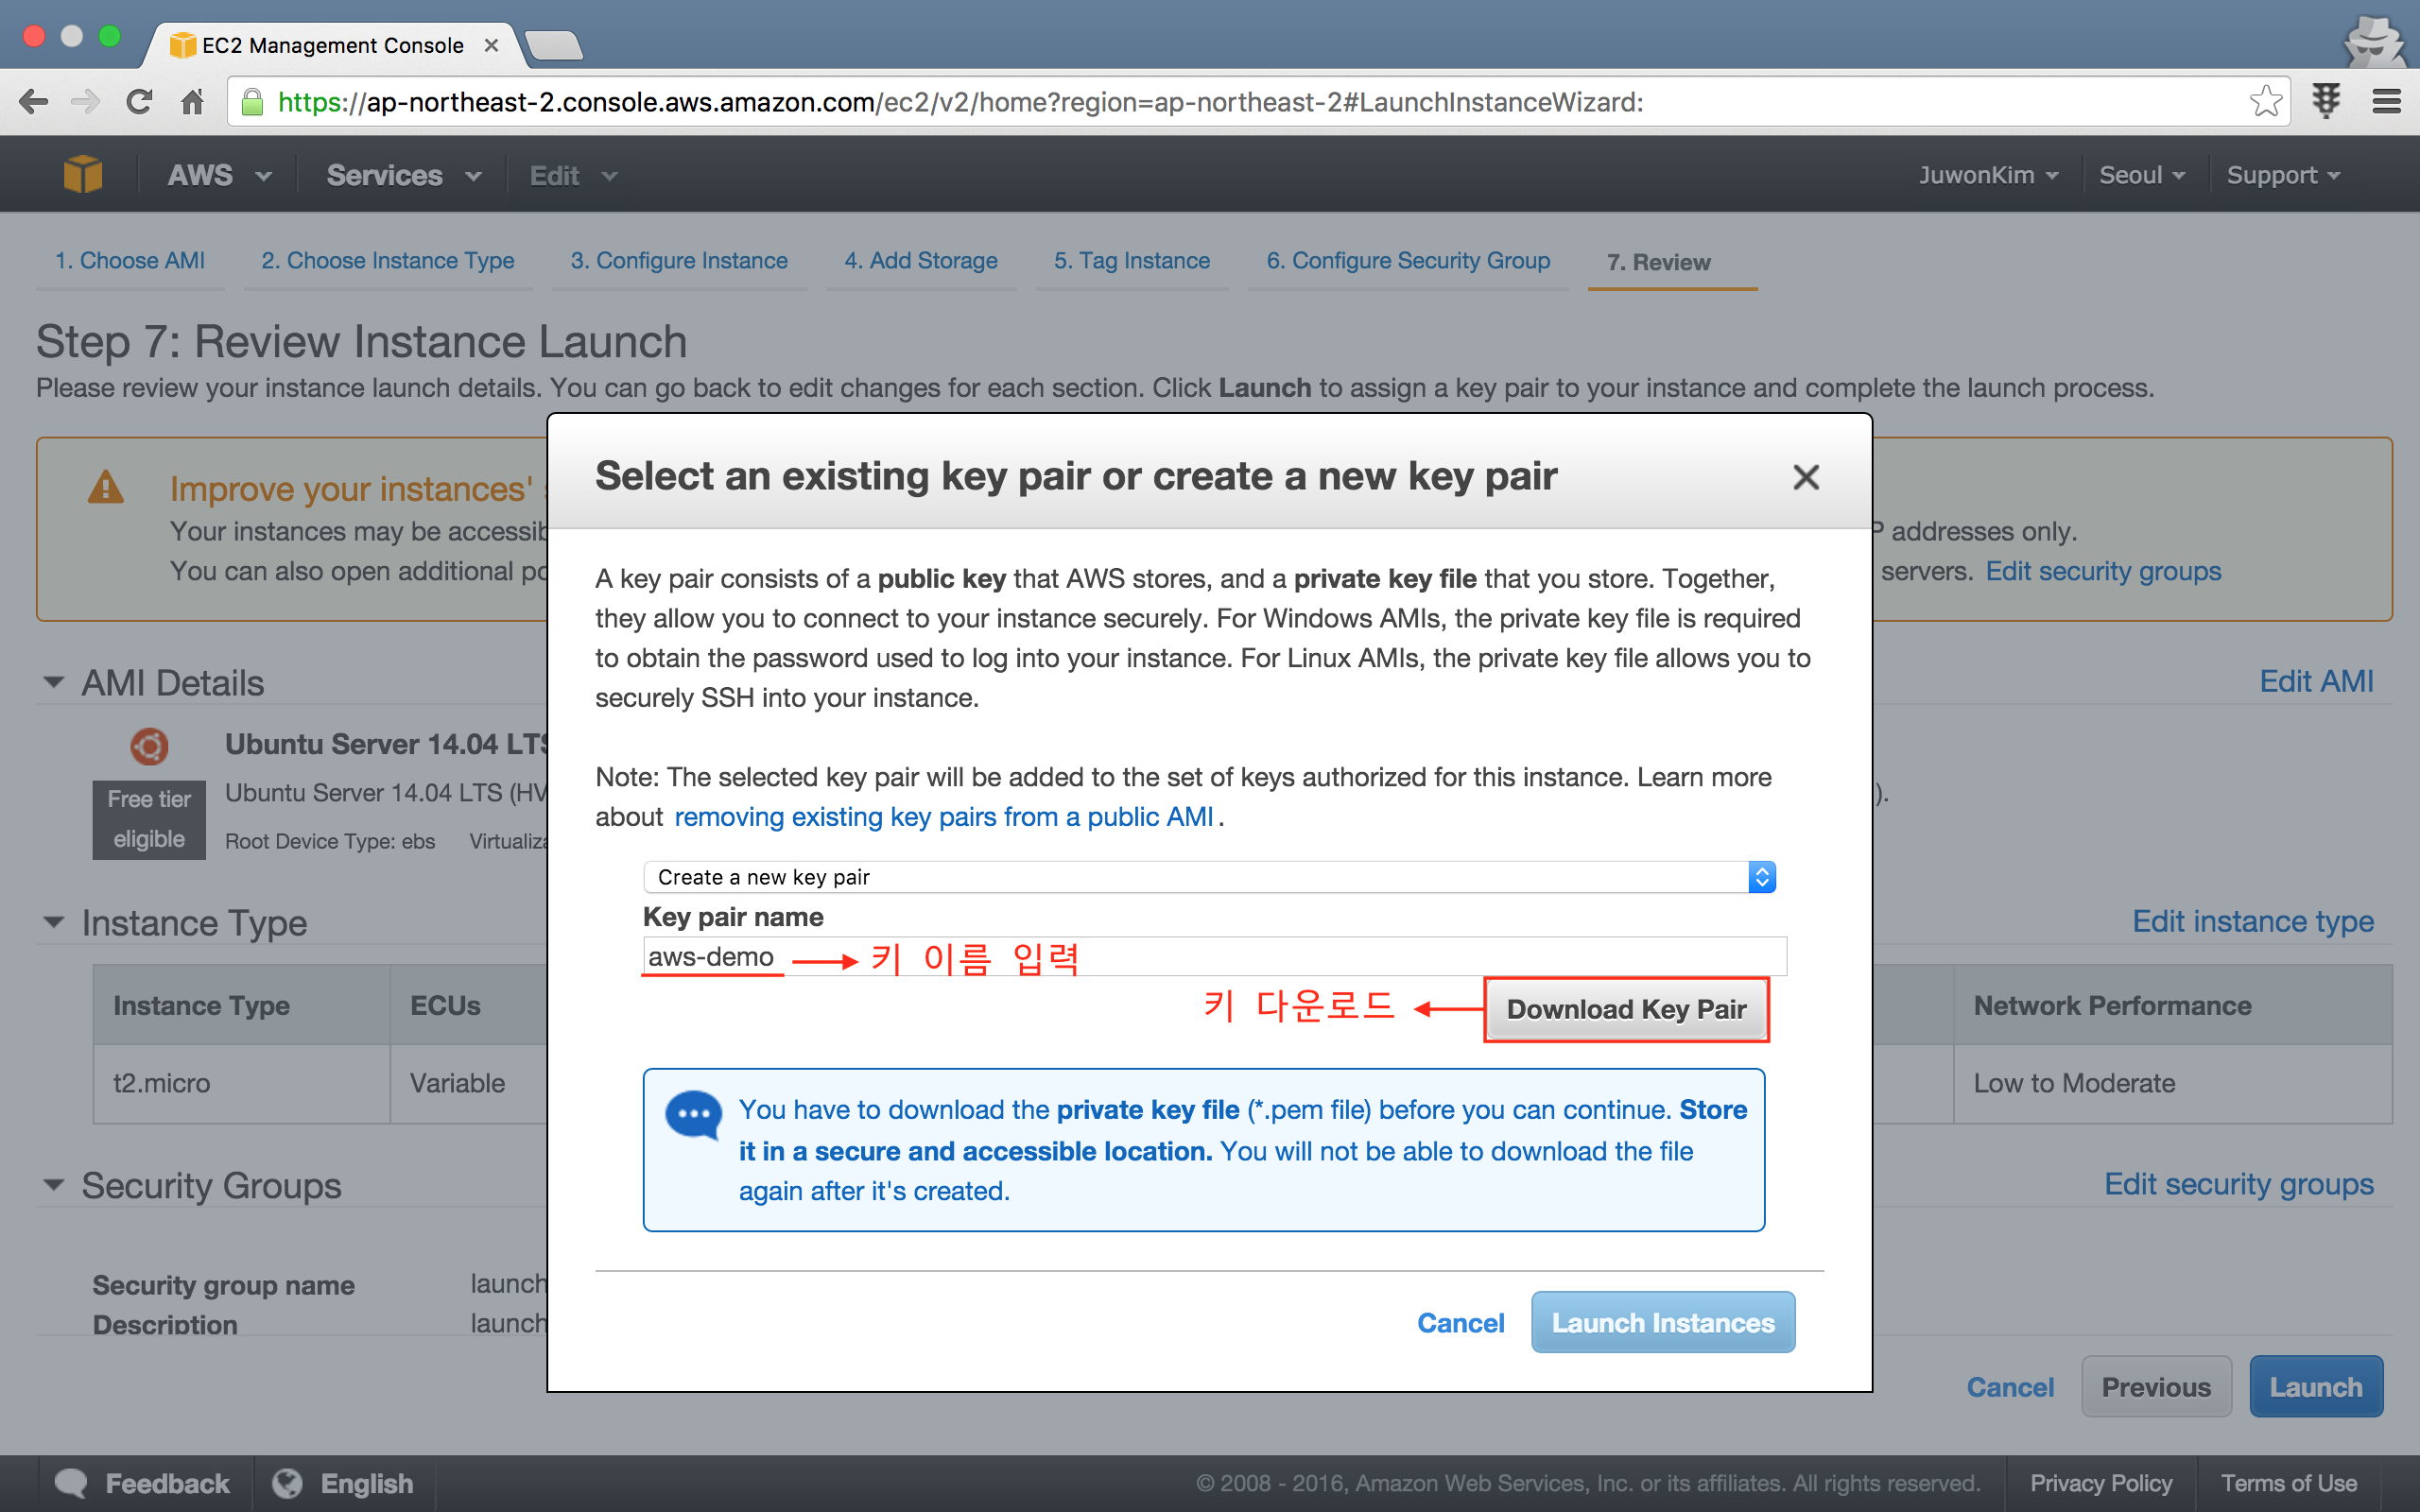 EC2 Management Console
https://ap-northeast-2.console.aws.amazon.com/ec2/v2/home?region=ap-northeast-2#LaunchInstanceWizard:
AWS Services Edit JuwonKim Seoul Support
1. Choose AMI 2. Choose Instance Type 3. Configure Instance 4. Add Storage 5. Tag Instance 6. Configure Security Group 7. Review
Step 7: Review Instance Launch
Please review your instance launch details. You can go back to edit changes for each section. Click Launch to assign a key pair to your instance and complete the launch process.
Improve your instances'
Your instances may be
addresses only.
You can also open additional
servers. Edit security groups
AMI Details
Edit AMI
Ubuntu Server 14.04
Free tier
eligible
Ubuntu Server 14.04 LTS
).
Root Device Type: ebs
Instance Type
Edit instance type
Instance Type ECUs Network Performance
t2.micro Variable Low to Moderate
Security Groups
Edit security groups
Security group name launch
Description launch
Select an existing key pair or create a new key pair
A key pair consists of a public key that AWS stores, and a private key file that you store. Together,
they allow you to connect to your instance securely. For Windows AMIs, the private key file is required
to obtain the password used to log into your instance. For Linux AMIs, the private key file allows you to
securely SSH into your instance.
Note: The selected key pair will be added to the set of keys authorized for this instance. Learn more
about removing existing key pairs from a public AMI .
Create a new key pair
Key pair name
aws-demo 키 이름 입력
키 다운로드 Download Key Pair
You have to download the private key file (*.pem file) before you can continue. Store
it in a secure and accessible location. You will not be able to download the file
again after it's created.
Cancel Launch Instances
Cancel Previous Launch
Feedback English © 2008 - 2016, Amazon Web Services, Inc. or its affiliates. All rights reserved. Privacy Policy Terms of Use